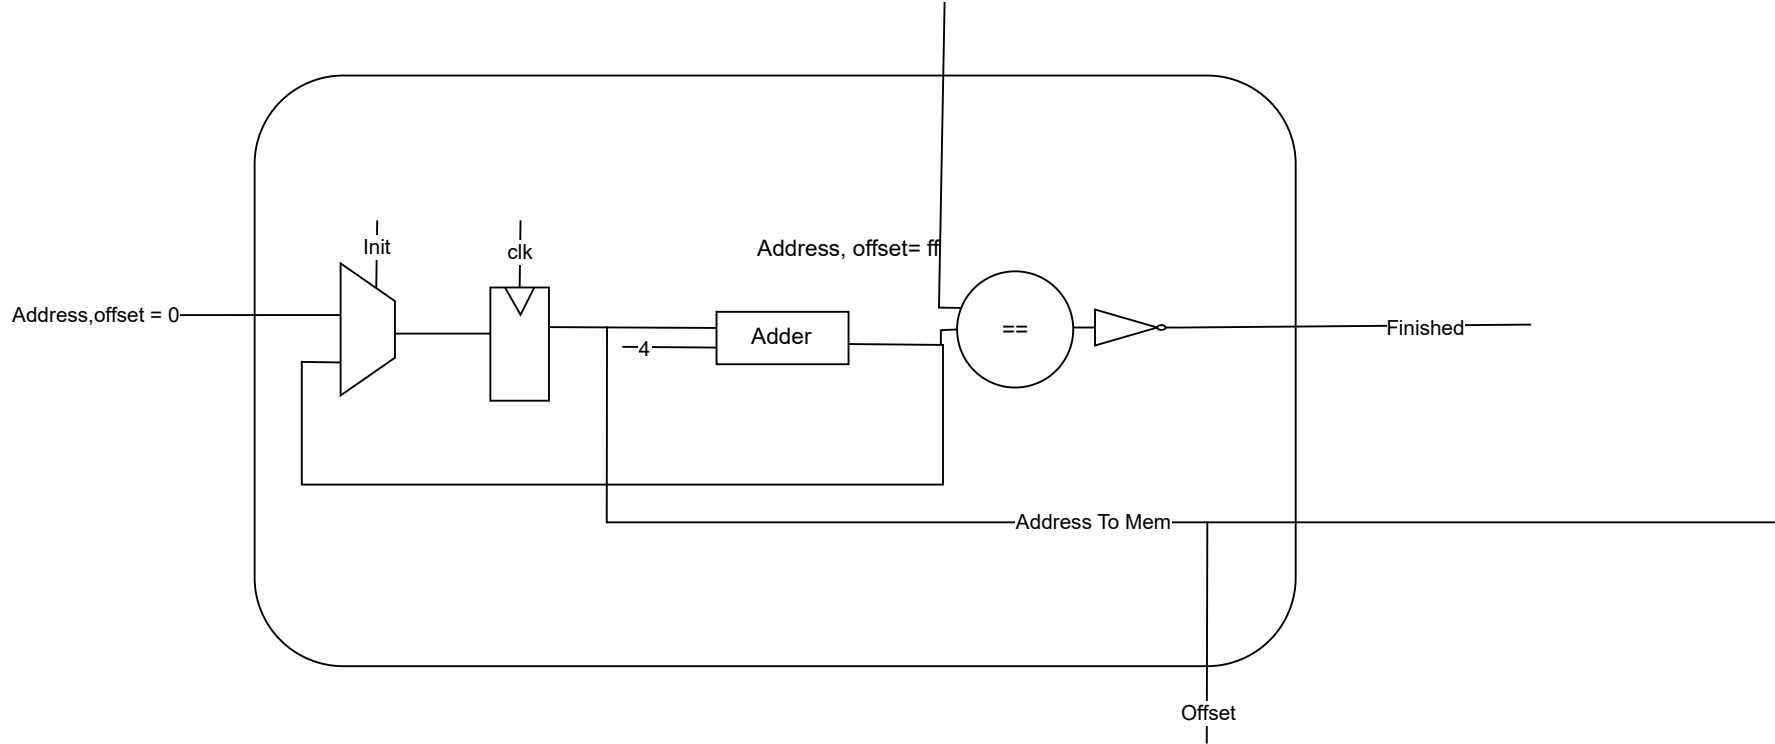 Address, offset= ff
Init
clk
Address,offset = 0
4
Adder
==
Finished
Address To Mem
Offset